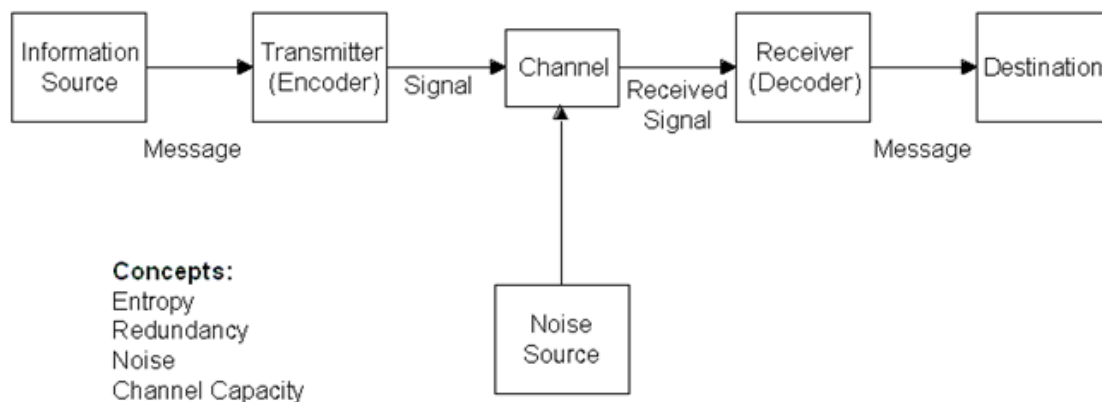 Information
Source
Transmitter
(Encoder)
Channel
Receiver
(Decoder)
Destination
Signal
Received
Signal
Message
Message
Concepts:
Entropy
Redundancy
Noise
Channel Capacity
Noise
Source